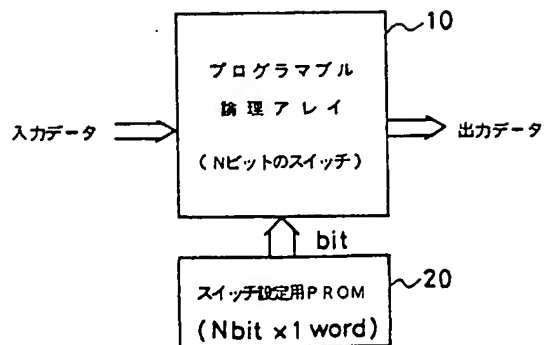 10
プログラマブル
論理アレイ
入力データ
出力データ
(Nビットのスイッチ)
bit
スイッチ設定用PROM
20
(Nbit x1 word)